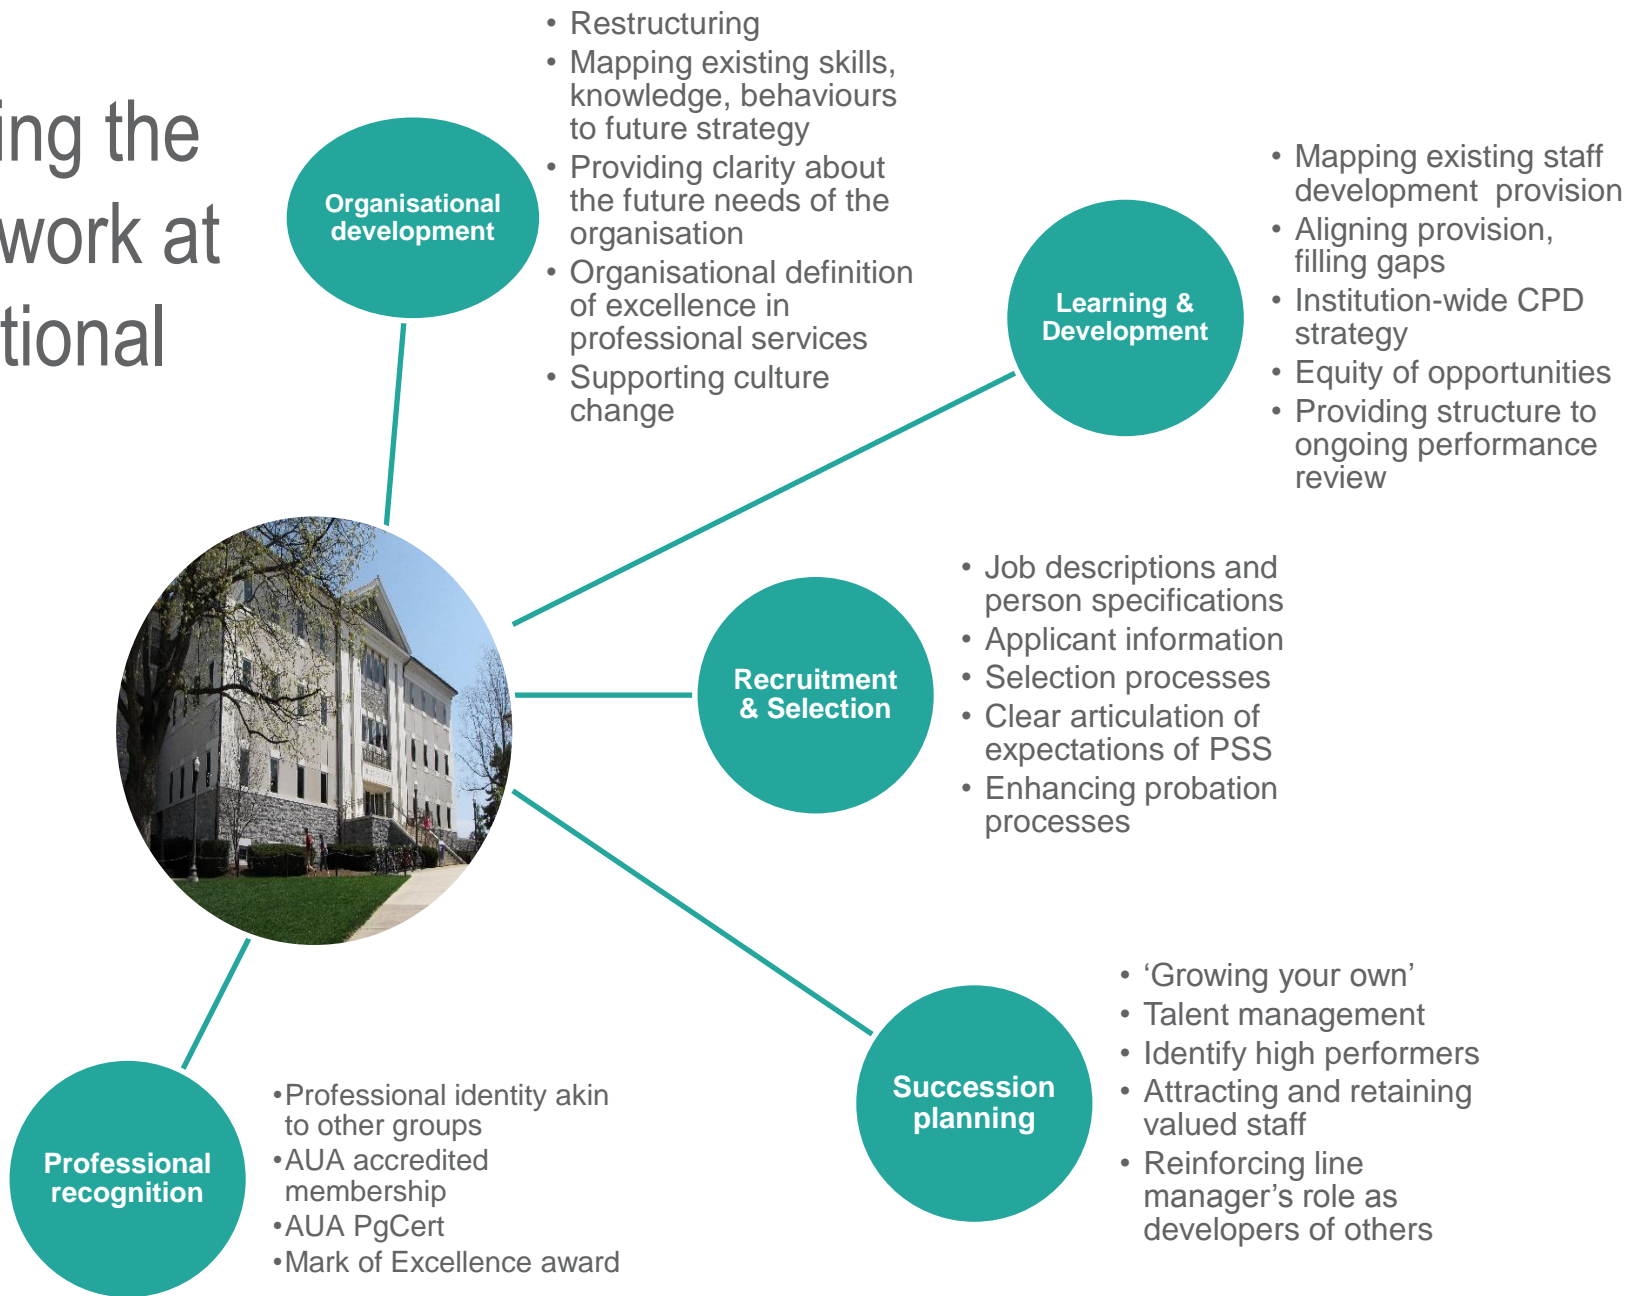 ing the
work at
tional
Organisational
development
• Restructuring
• Mapping existing skills,
knowledge, behaviours
to future strategy
• Providing clarity about
the future needs of the
organisation
• Organisational definition
of excellence in
professional services
• Supporting culture
change
Learning &
Development
• Mapping existing staff
development  provision
• Aligning provision,
filling gaps
• Institution-wide CPD
strategy
• Equity of opportunities
• Providing structure to
ongoing performance
review
Recruitment
& Selection
• Job descriptions and
person specifications
• Applicant information
• Selection processes
• Clear articulation of
expectations of PSS
• Enhancing probation
processes
Succession
planning
• ‘Growing your own’
• Talent management
• Identify high performers
• Attracting and retaining
valued staff
• Reinforcing line
manager’s role as
developers of others
Professional
recognition
•Professional identity akin
to other groups
•AUA accredited
membership
•AUA PgCert
•Mark of Excellence award